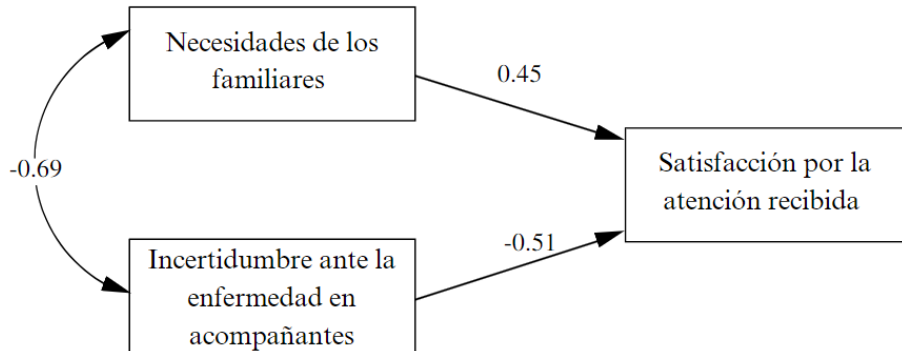 Necesidades de los
familiares
0.45
-0.69
Satisfacción por la
atención recibida
-0.51
Incertidumbre ante la
enfermedad en
acompañantes